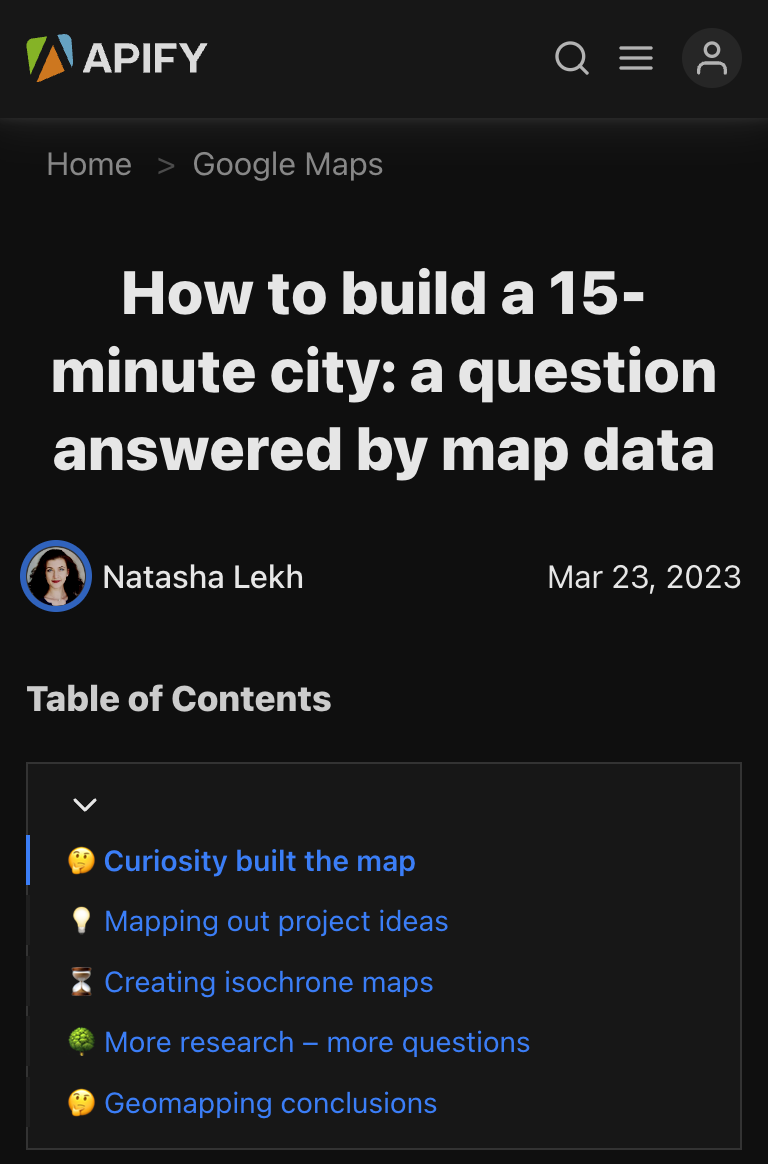 APIFY
Home > Google Maps
How to build a 15-
minute city: a question
answered by map data
Natasha Lekh
Mar 23, 2023
Table of Contents
🤔 Curiosity built the map
💡 Mapping out project ideas
⏳ Creating isochrone maps
🌳 More research – more questions
🤔 Geomapping conclusions